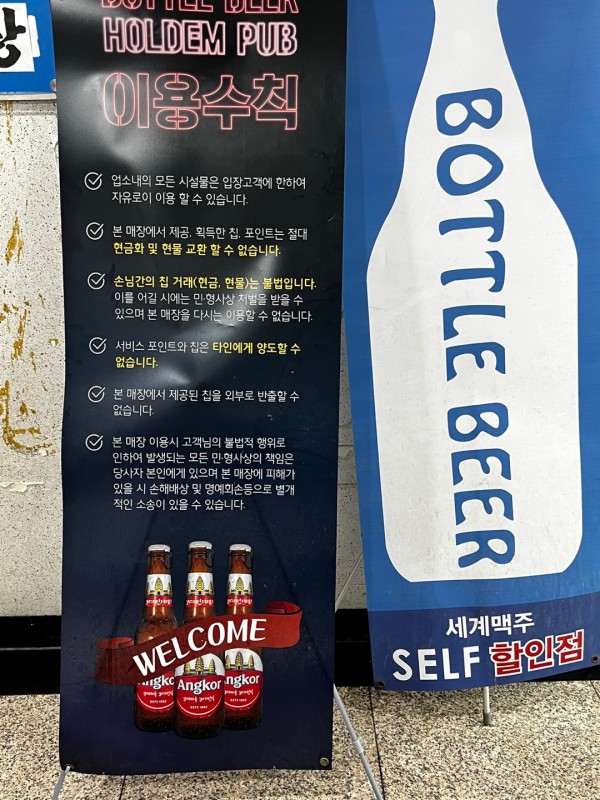 BOTTLE BEER
HOLDEM PUB
이용수칙
업소내의 모든 시설물은 입장고객에 한하여
자유로이 이용 할 수 있습니다.
본 매장에서 제공, 획득한 칩, 포인트는 절대
현금화 및 현물 교환 할 수 없습니다.
손님간의 칩 거래(현금, 현물)는 불법입니다.
이를 어길 시에는 민·형사상 처벌을 받을 수
있으며 본 매장을 다시는 이용할 수 없습니다.
서비스 포인트와 칩은 타인에게 양도할 수
없습니다.
본 매장에서 제공된 칩을 외부로 반출할 수
없습니다.
본 매장 이용시 고객님의 불법적 행위로
인하여 발생되는 모든 민·형사상의 책임은
당사자 본인에게 있으며 본 매장에 피해가
있을 시 손해배상 및 명예회손등으로 별개
적인 소송이 있을 수 있습니다.
WELCOME
Angkor
Angkor
Angkor
BOTTLE BEER
세계맥주
SELF 할인점